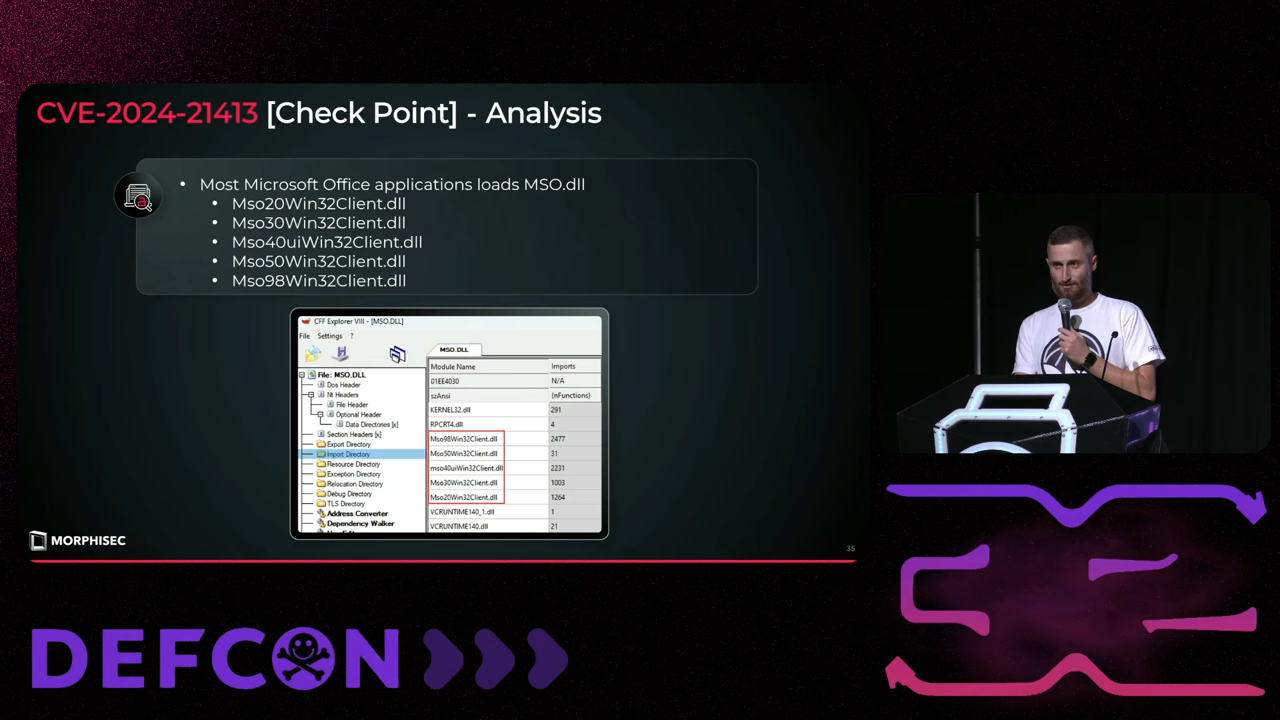 CVE-2024-21413 [Check Point] - Analysis
• Most Microsoft Office applications loads MSO.dll
• Mso20Win32Client.dll
• Mso30Win32Client.dll
• Mso40uiWin32Client.dll
• Mso50Win32Client.dll
• Mso98Win32Client.dll
CFF Explorer VIII - [MSO.DLL]
File Settings ?
MSO.DLL
File: MSO.DLL
Dos Header
Nt Headers
File Header
Optional Header
Data Directories [x]
Section Headers [x]
Export Directory
Import Directory
Resource Directory
Exception Directory
Relocation Directory
Debug Directory
TLS Directory
Address Converter
Dependency Walker
Module Name Imports
01EE4030 N/A
szAnsi (nFunctions)
KERNEL32.dll 291
RPCRT4.dll 4
Mso98Win32Client.dll 2477
Mso50Win32Client.dll 31
mso40uiWin32Client.dll 2231
Mso30Win32Client.dll 1003
Mso20Win32Client.dll 1264
VCRUNTIME140_1.dll 1
VCRUNTIME140.dll 21
MORPHISEC
35
DEFCON